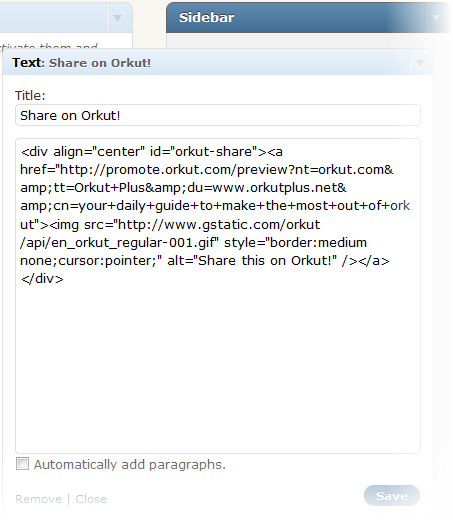 Sidebar
activate them and
Text: Share on Orkut!
Title:
Share on Orkut!
<div align="center" id="orkut-share"><a
href="http://promote.orkut.com/preview?nt=orkut.com&
amp;tt=Orkut+Plus&amp;du=www.orkutplus.net&
amp;cn=your+daily+guide+to+make+the+most+out+of+ork
ut"><img src="http://www.gstatic.com/orkut
/api/en_orkut_regular-001.gif" style="border:medium
none;cursor:pointer;" alt="Share this on Orkut!" /></a>
</div>
Automatically add paragraphs.
Remove | Close
Save